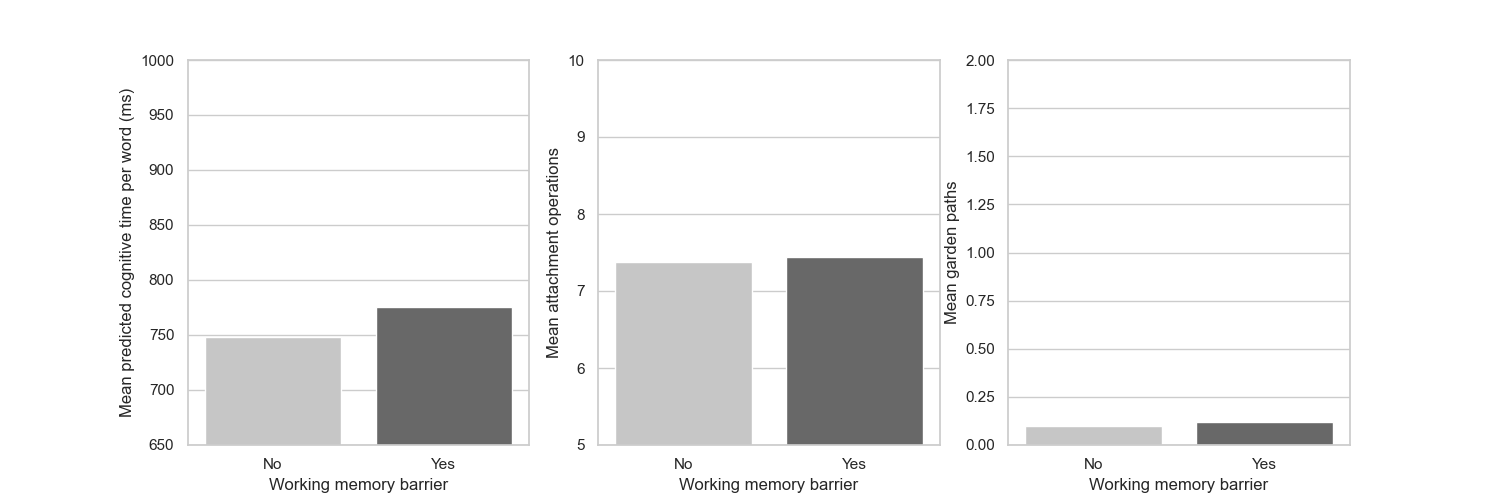 Mean predicted cognitive time per word (ms)
1000
950
900
850
800
750
700
650
No Yes
Working memory barrier
Mean attachment operations
10
9
8
7
6
5
No Yes
Working memory barrier
Mean garden paths
2.00
1.75
1.50
1.25
1.00
0.75
0.50
0.25
0.00
No Yes
Working memory barrier